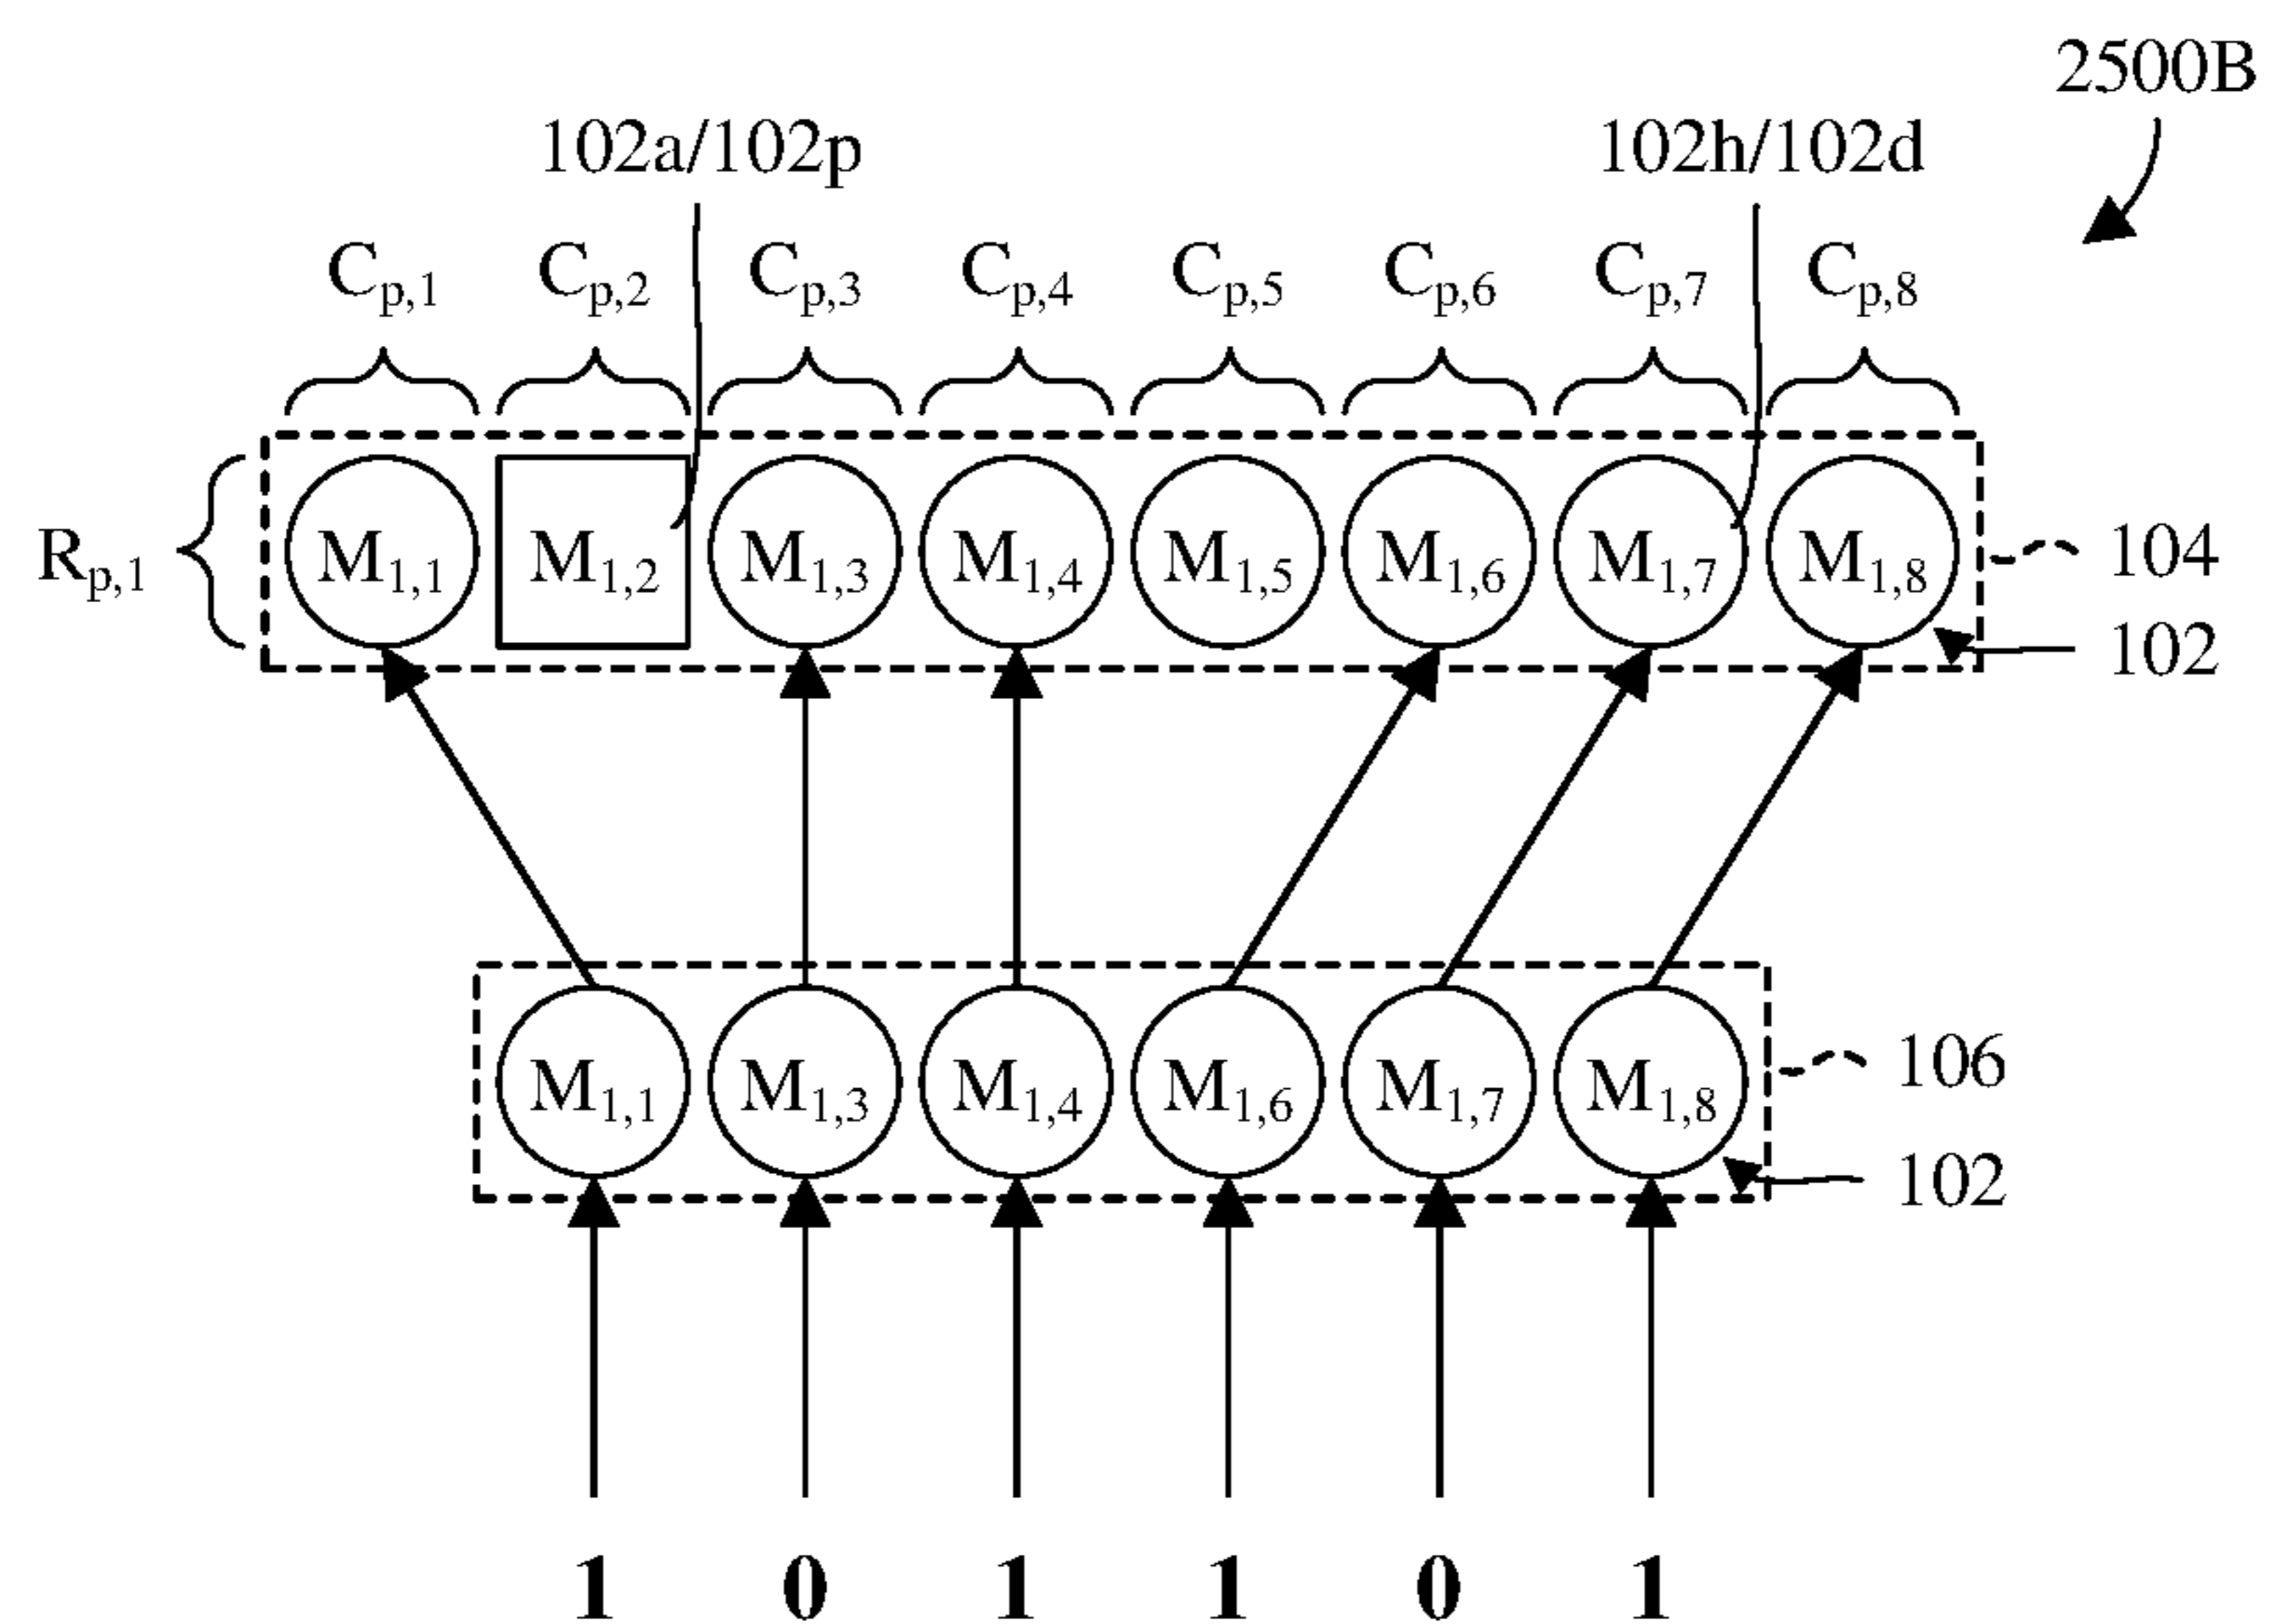 2500B
102a/102p 102h/102d
Cp,1 Cp,2 Cp,3 Cp,4 Cp,5 Cp,6 Cp,7 Cp,8
Rp,1 M1,1 M1,2 M1,3 M1,4 M1,5 M1,6 M1,7 M1,8 104
102
M1,1 M1,3 M1,4 M1,6 M1,7 M1,8 106
102
1 0 1 1 0 1